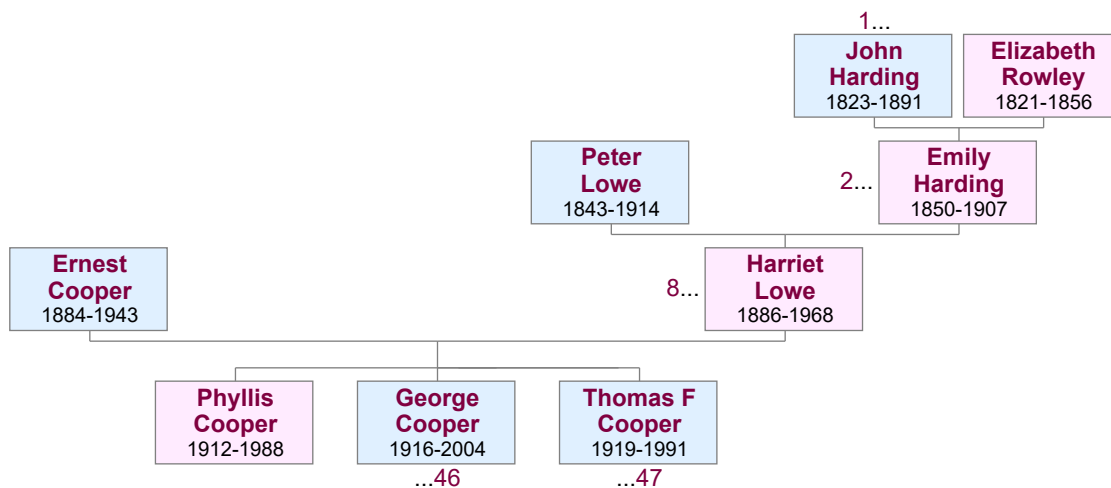 1...
John
Harding
1823-1891
Elizabeth
Rowley
1821-1856
Peter
Lowe
1843-1914
2...
Emily
Harding
1850-1907
Ernest
Cooper
1884-1943
8...
Harriet
Lowe
1886-1968
Phyllis
Cooper
1912-1988
George
Cooper
1916-2004
...46
Thomas F
Cooper
1919-1991
...47